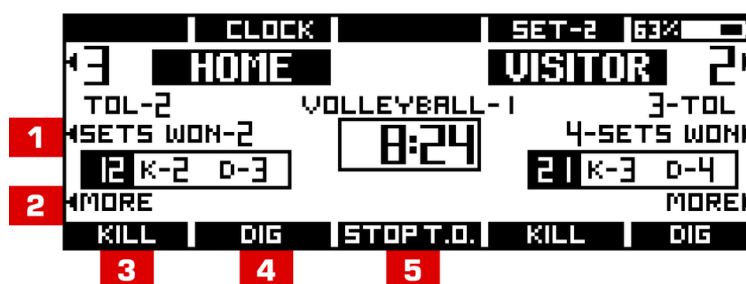 CLOCK SET-2 63%
3 HOME VISITOR 2
TOL-2 VOLLEYBALL-1 3-TOL
1 SETS WON-2 8:24 4-SETS WON
12 K-2 D-3 21 K-3 D-4
2 MORE MORE
KILL DIG STOP T.O. KILL DIG
3 4 5